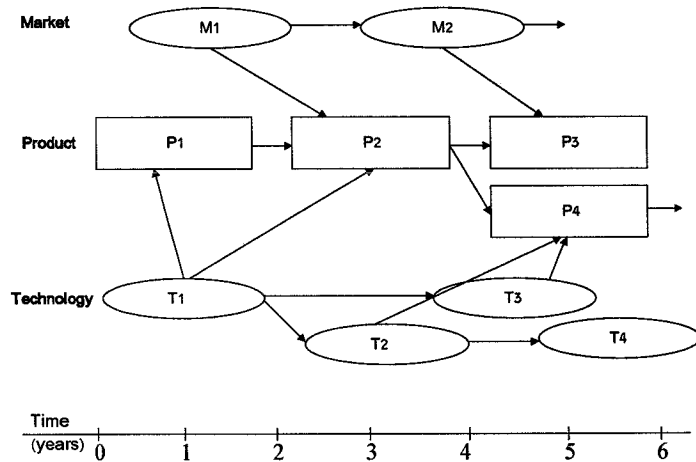 Market
M1
M2
Product
P1
P2
P3
P4
Technology
T1
T3
T2
T4
Time
(years)
0 1 2 3 4 5 6